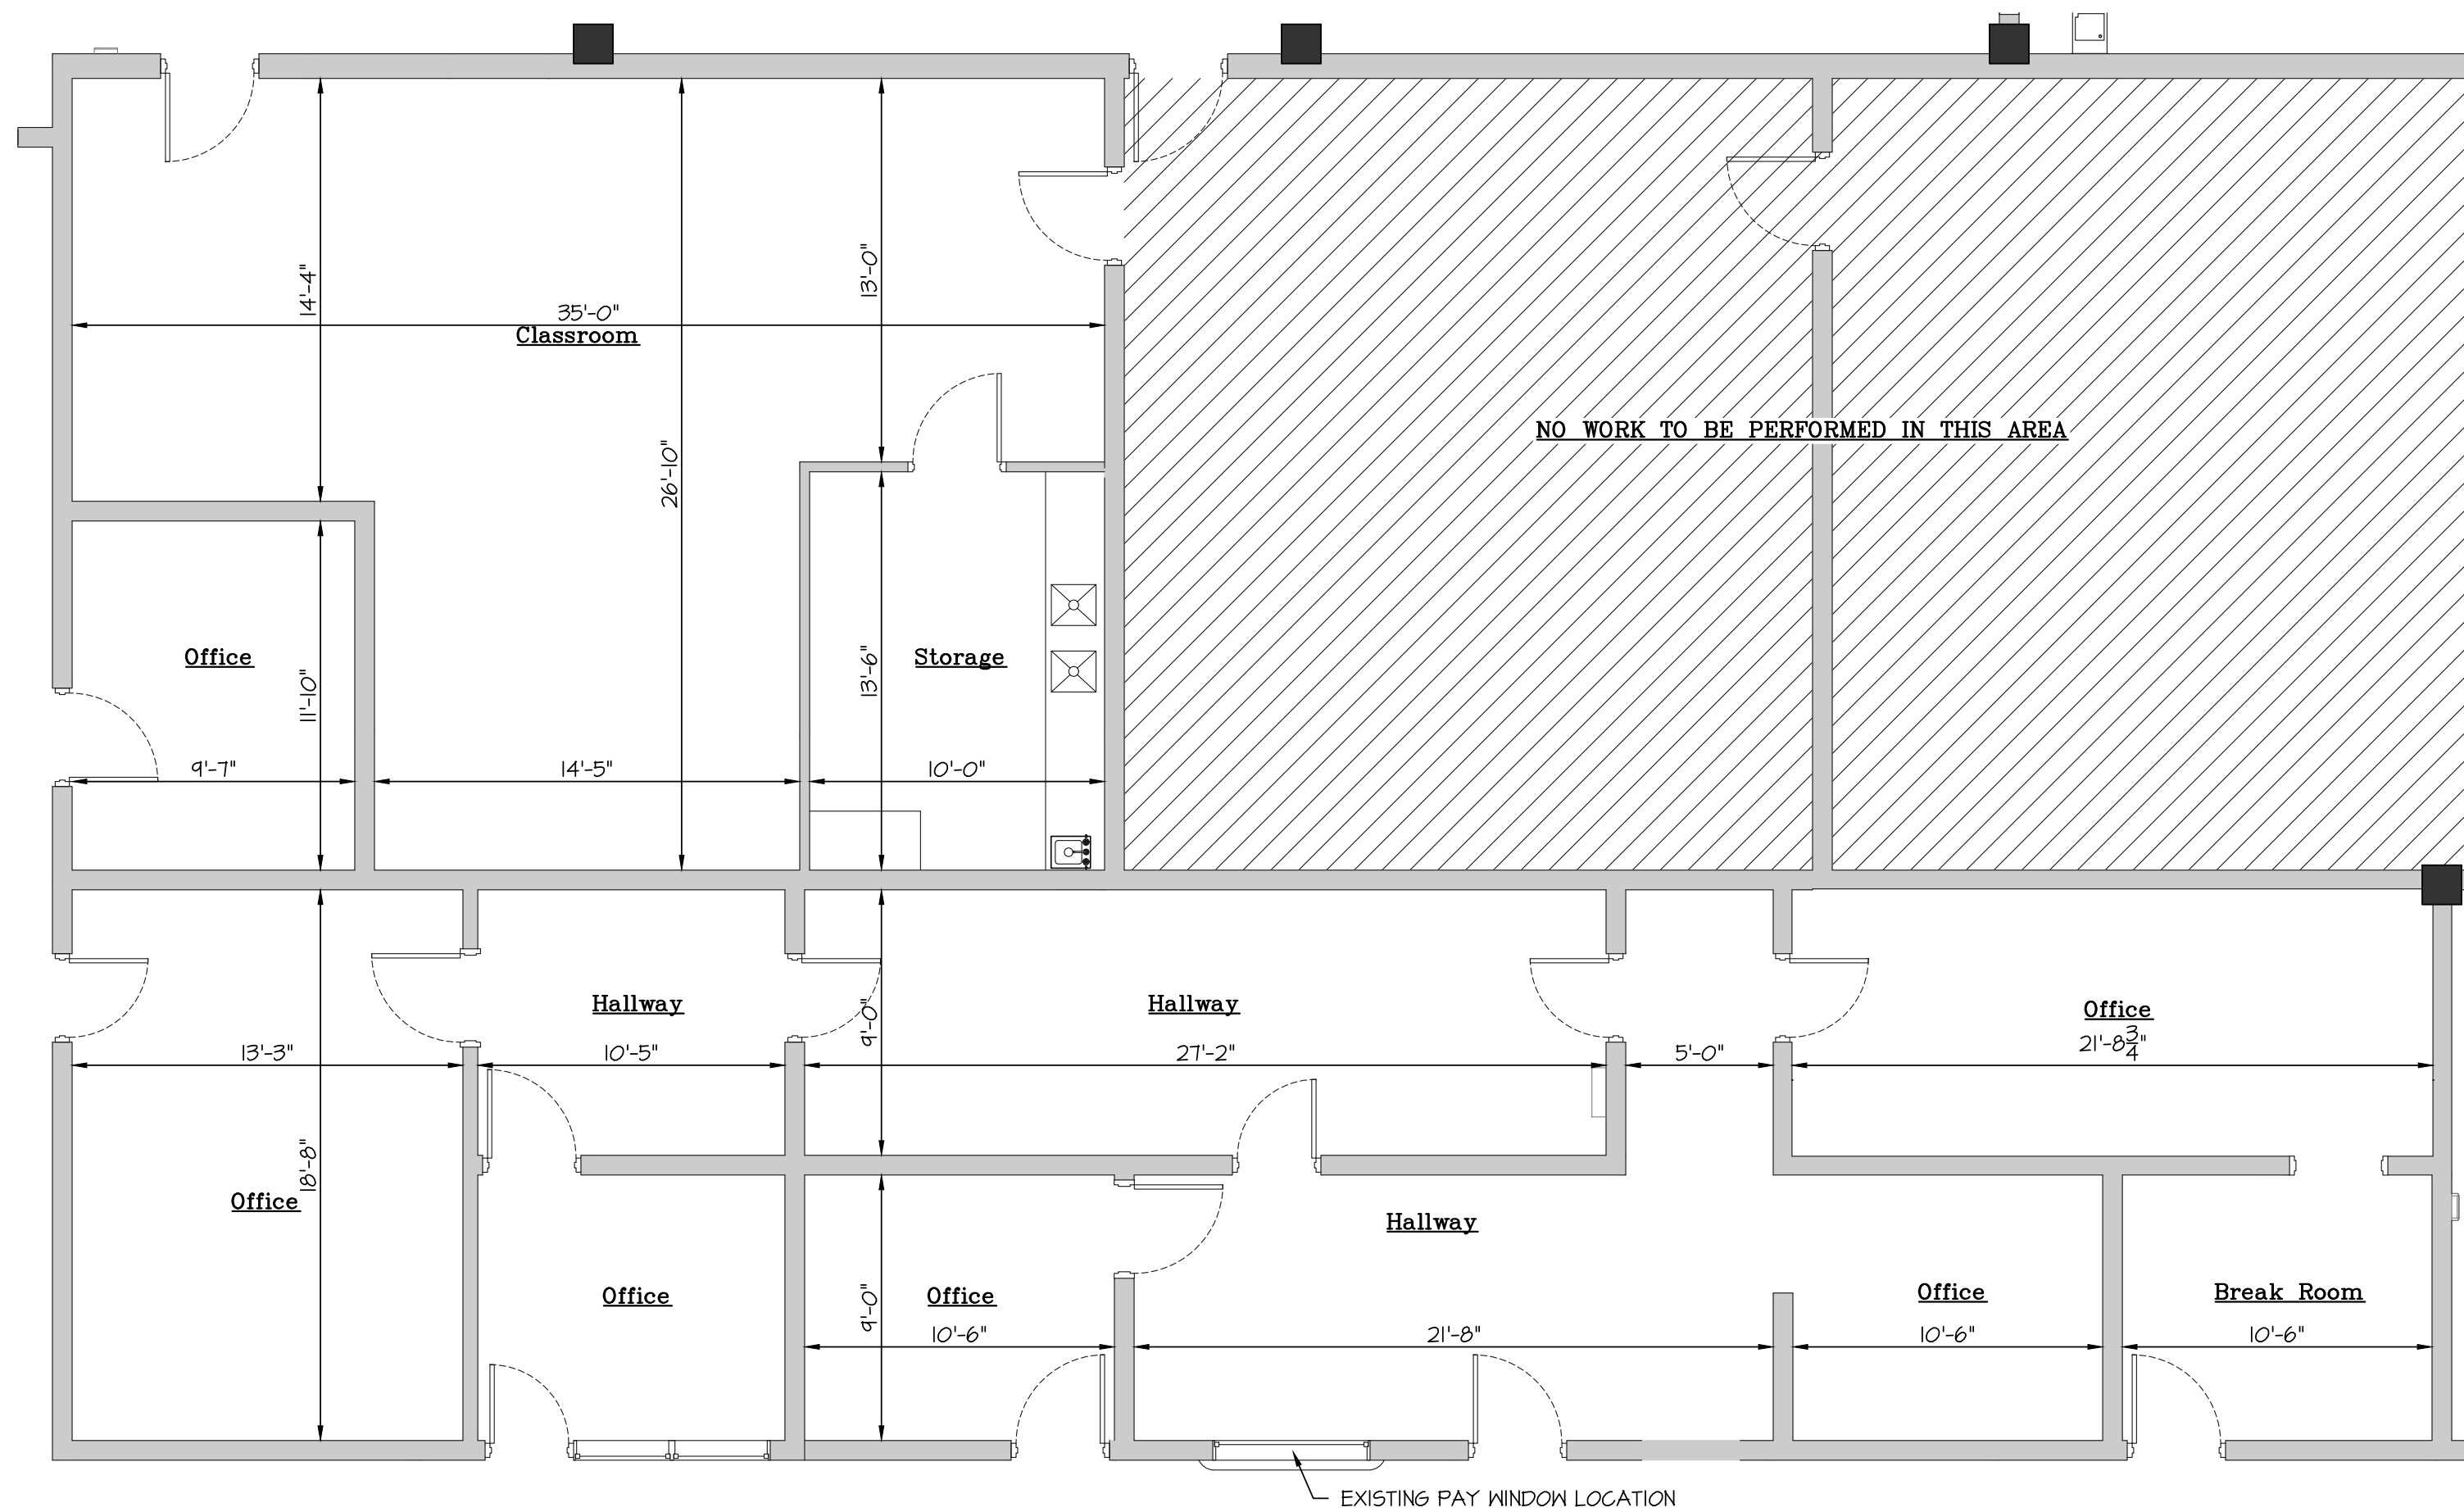 14'-4"
13'-0"
35'-0"
Classroom
26'-10"
NO WORK TO BE PERFORMED IN THIS AREA
Office
Storage
11'-10"
13'-6"
9'-7"
14'-5"
10'-0"
Hallway
Hallway
Office
9'-0"
21'-8 3/4"
13'-3"
10'-5"
27'-2"
5'-0"
18'-8"
Office
Hallway
Office
Office
9'-0"
Office
Break Room
10'-6"
21'-8"
10'-6"
10'-6"
EXISTING PAY WINDOW LOCATION